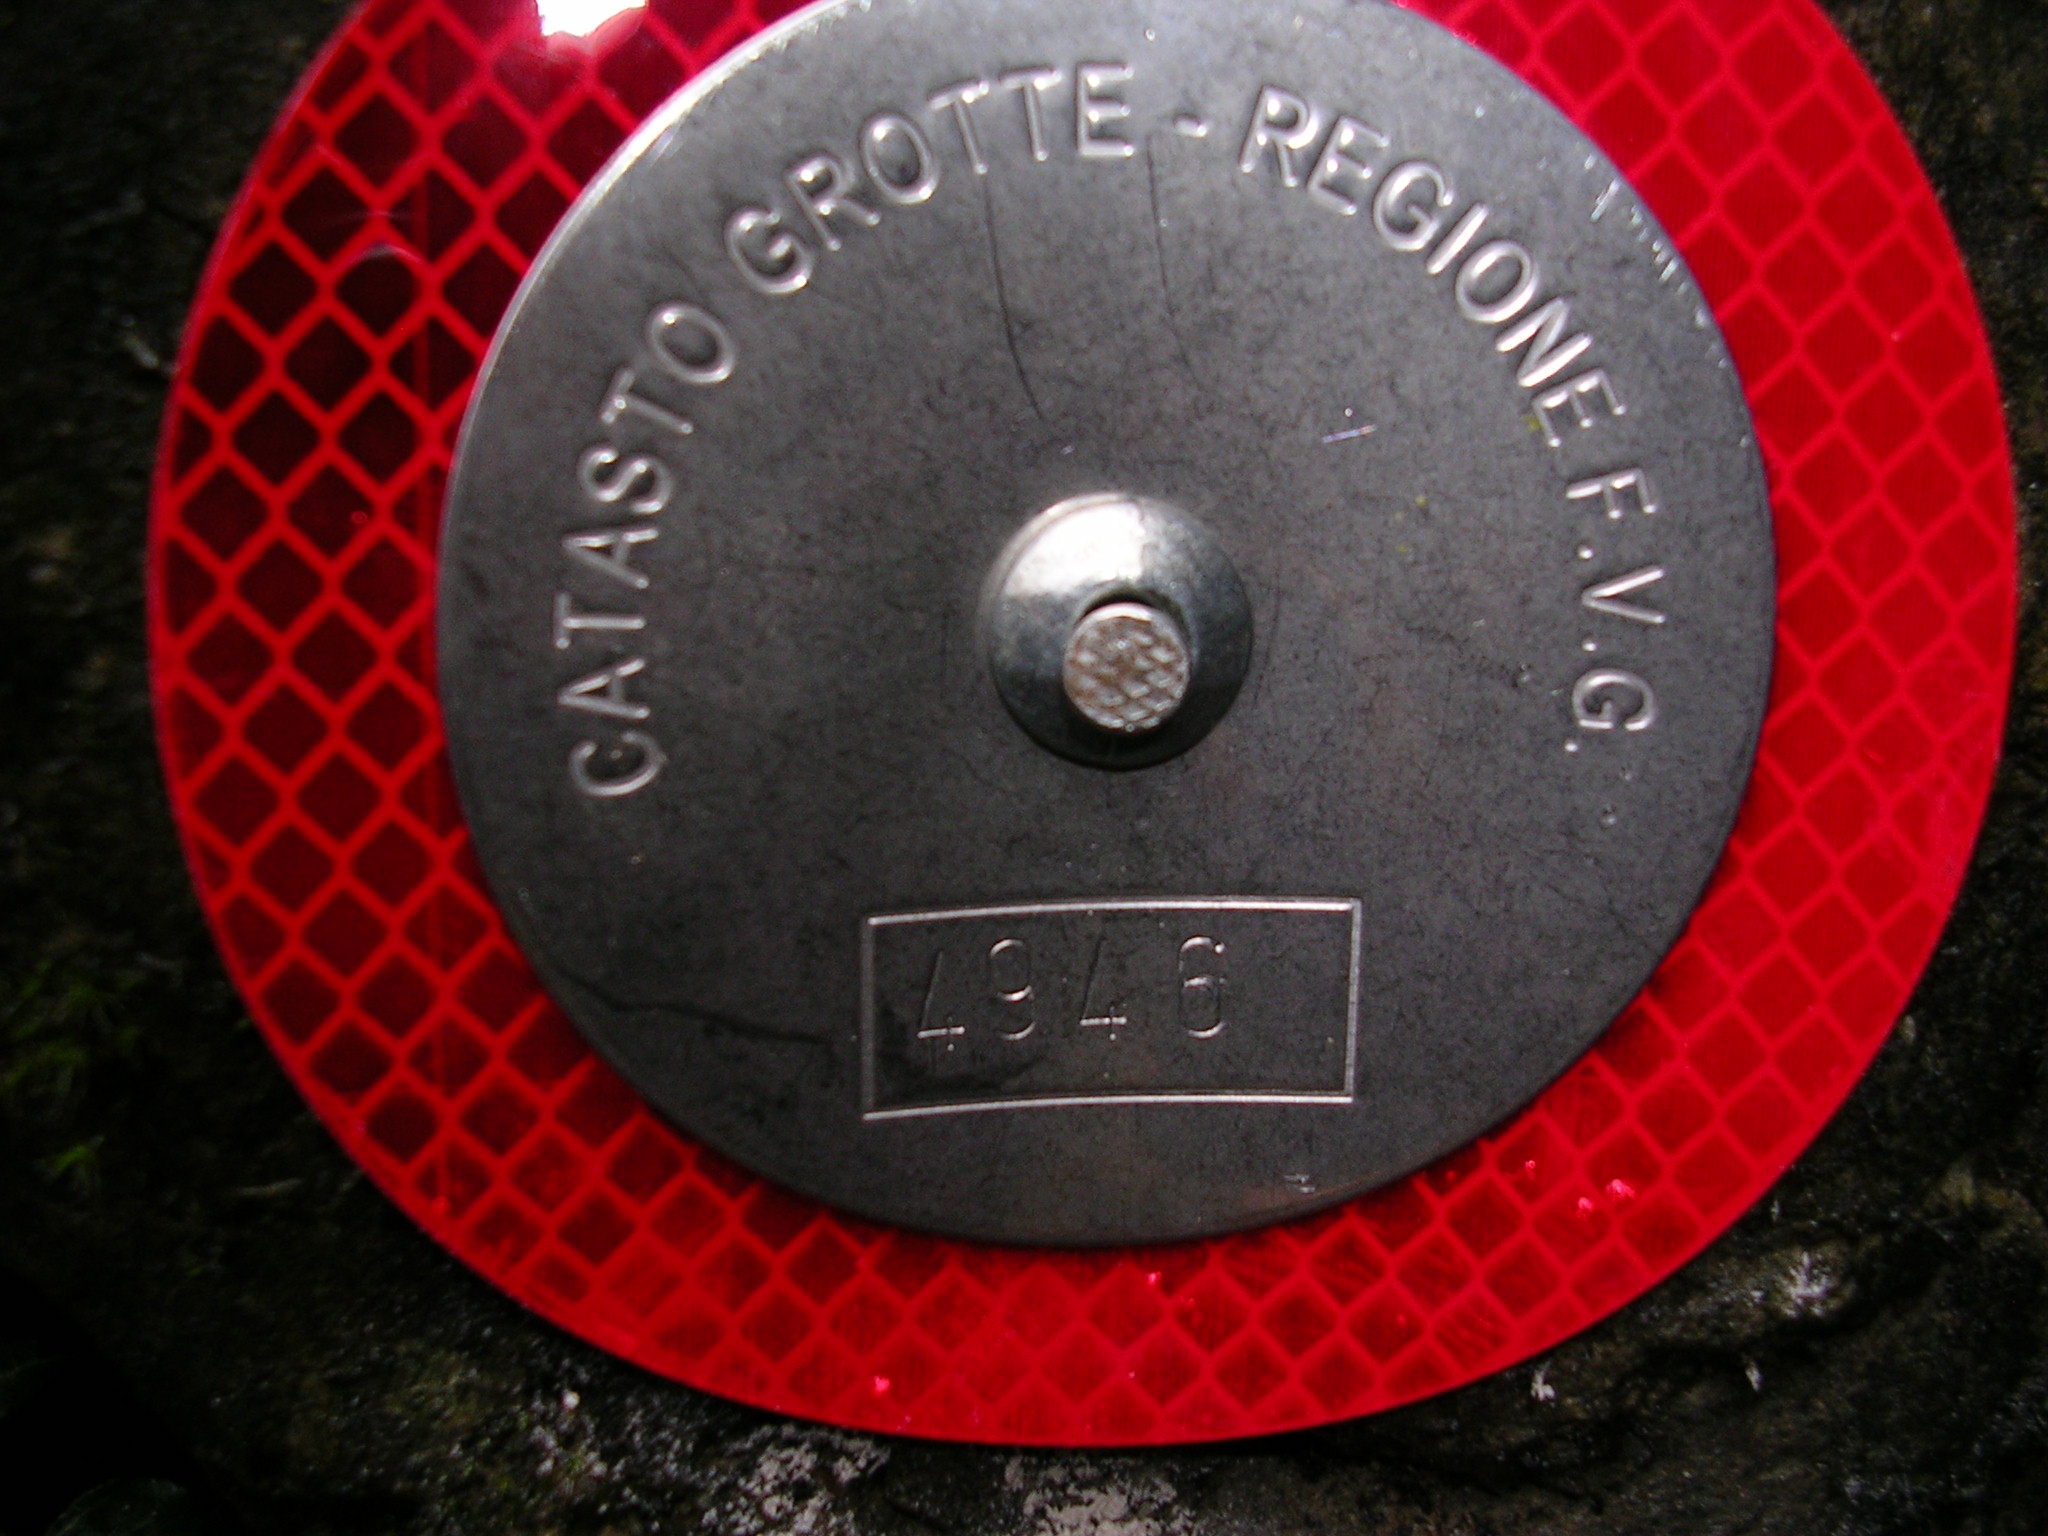 CATASTO GROTTE - REGIONE F.V.G.
4946